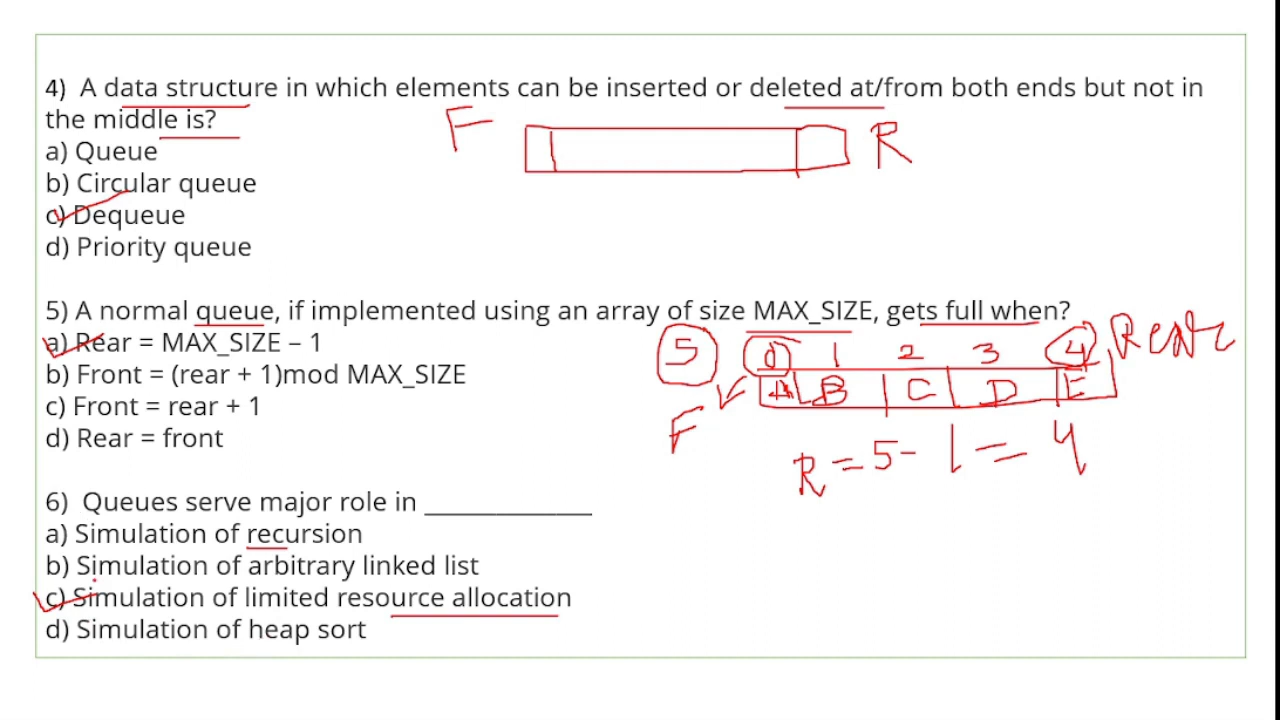 4)  A data structure in which elements can be inserted or deleted at/from both ends but not in
the middle is?
F
R
a) Queue
b) Circular queue
c) Dequeue
d) Priority queue
5) A normal queue, if implemented using an array of size MAX_SIZE, gets full when?
a) Rear = MAX_SIZE – 1
5
0 1 2 3 4 Rear
b) Front = (rear + 1)mod MAX_SIZE
A B C D E
c) Front = rear + 1
F
d) Rear = front
R = 5 - 1 = 4
6)  Queues serve major role in ______________
a) Simulation of recursion
b) Simulation of arbitrary linked list
c) Simulation of limited resource allocation
d) Simulation of heap sort